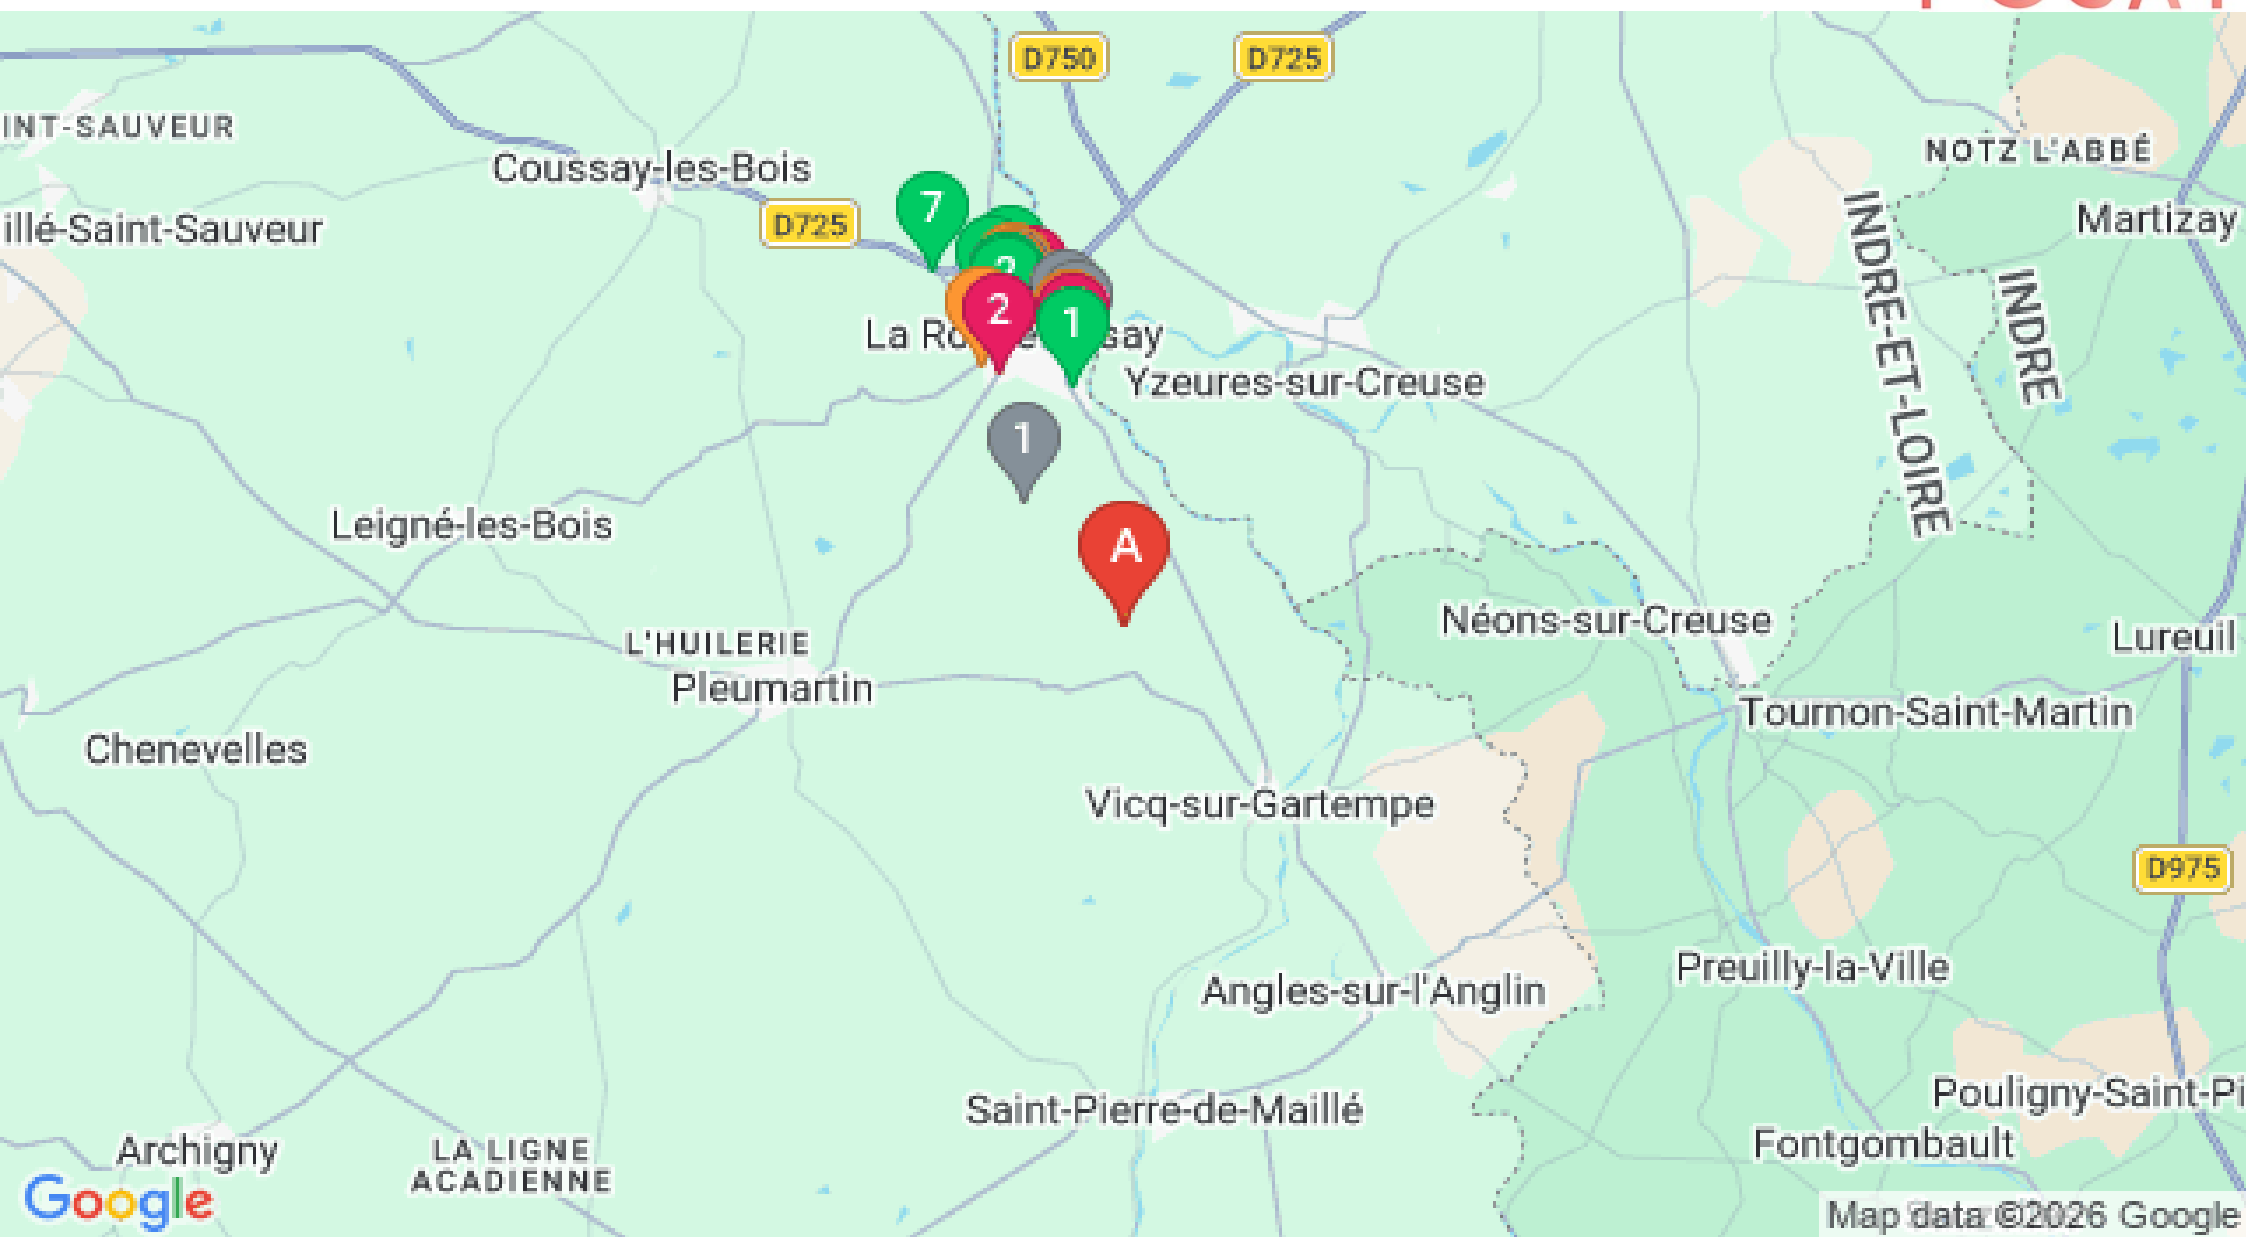 D750
D725
INT-SAUVEUR
NOTZ L'ABBÉ
Coussay-les-Bois
7
D725
illé-Saint-Sauveur
Martizay
INDRE-ET-LOIRE
INDRE
2
2
1
La Ro
say
Yzeures-sur-Creuse
1
Leigné-les-Bois
A
Néons-sur-Creuse
L'HUILERIE
Lureuil
Pleumartin
Tournon-Saint-Martin
Chenevelles
Vicq-sur-Gartempe
D975
Preuilly-la-Ville
Angles-sur-l'Anglin
Pouligny-Saint-Pi
Saint-Pierre-de-Maillé
Fontgombault
Archigny
LA LIGNE
ACADIENNE
Google
Map data ©2026 Google